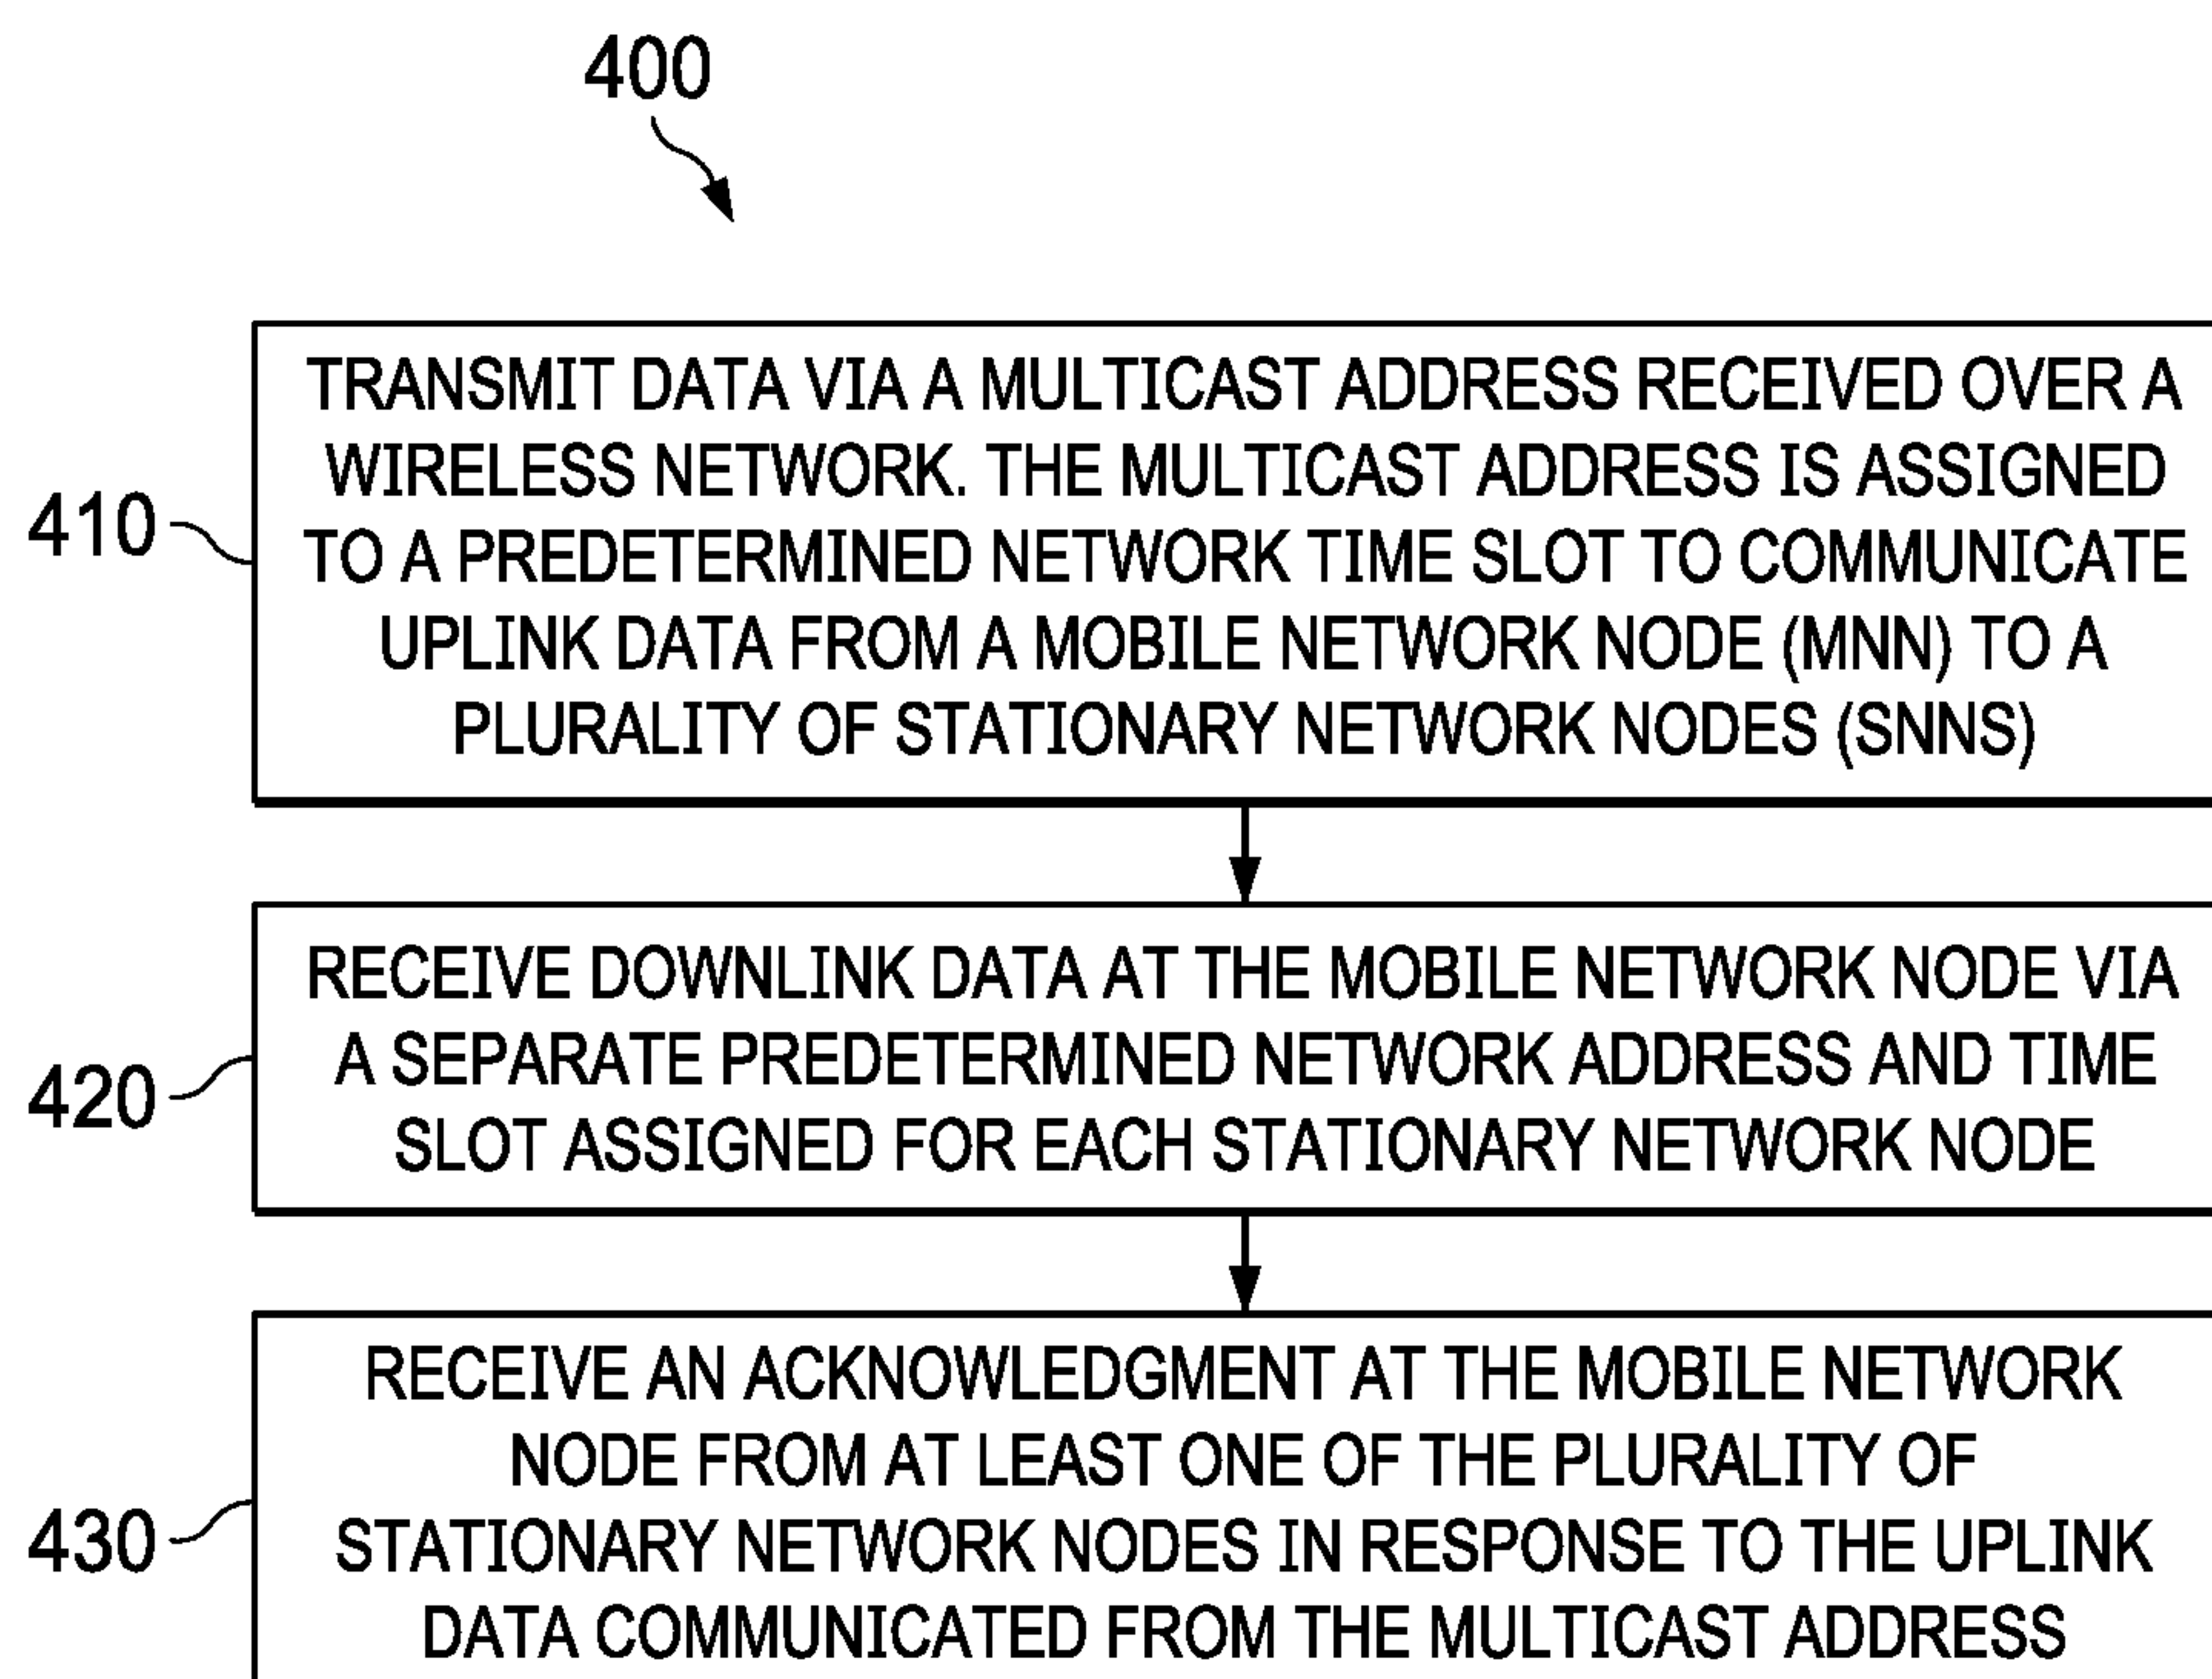 400
410
TRANSMIT DATA VIA A MULTICAST ADDRESS RECEIVED OVER A
WIRELESS NETWORK. THE MULTICAST ADDRESS IS ASSIGNED
TO A PREDETERMINED NETWORK TIME SLOT TO COMMUNICATE
UPLINK DATA FROM A MOBILE NETWORK NODE (MNN) TO A
PLURALITY OF STATIONARY NETWORK NODES (SNNS)
420
RECEIVE DOWNLINK DATA AT THE MOBILE NETWORK NODE VIA
A SEPARATE PREDETERMINED NETWORK ADDRESS AND TIME
SLOT ASSIGNED FOR EACH STATIONARY NETWORK NODE
430
RECEIVE AN ACKNOWLEDGMENT AT THE MOBILE NETWORK
NODE FROM AT LEAST ONE OF THE PLURALITY OF
STATIONARY NETWORK NODES IN RESPONSE TO THE UPLINK
DATA COMMUNICATED FROM THE MULTICAST ADDRESS